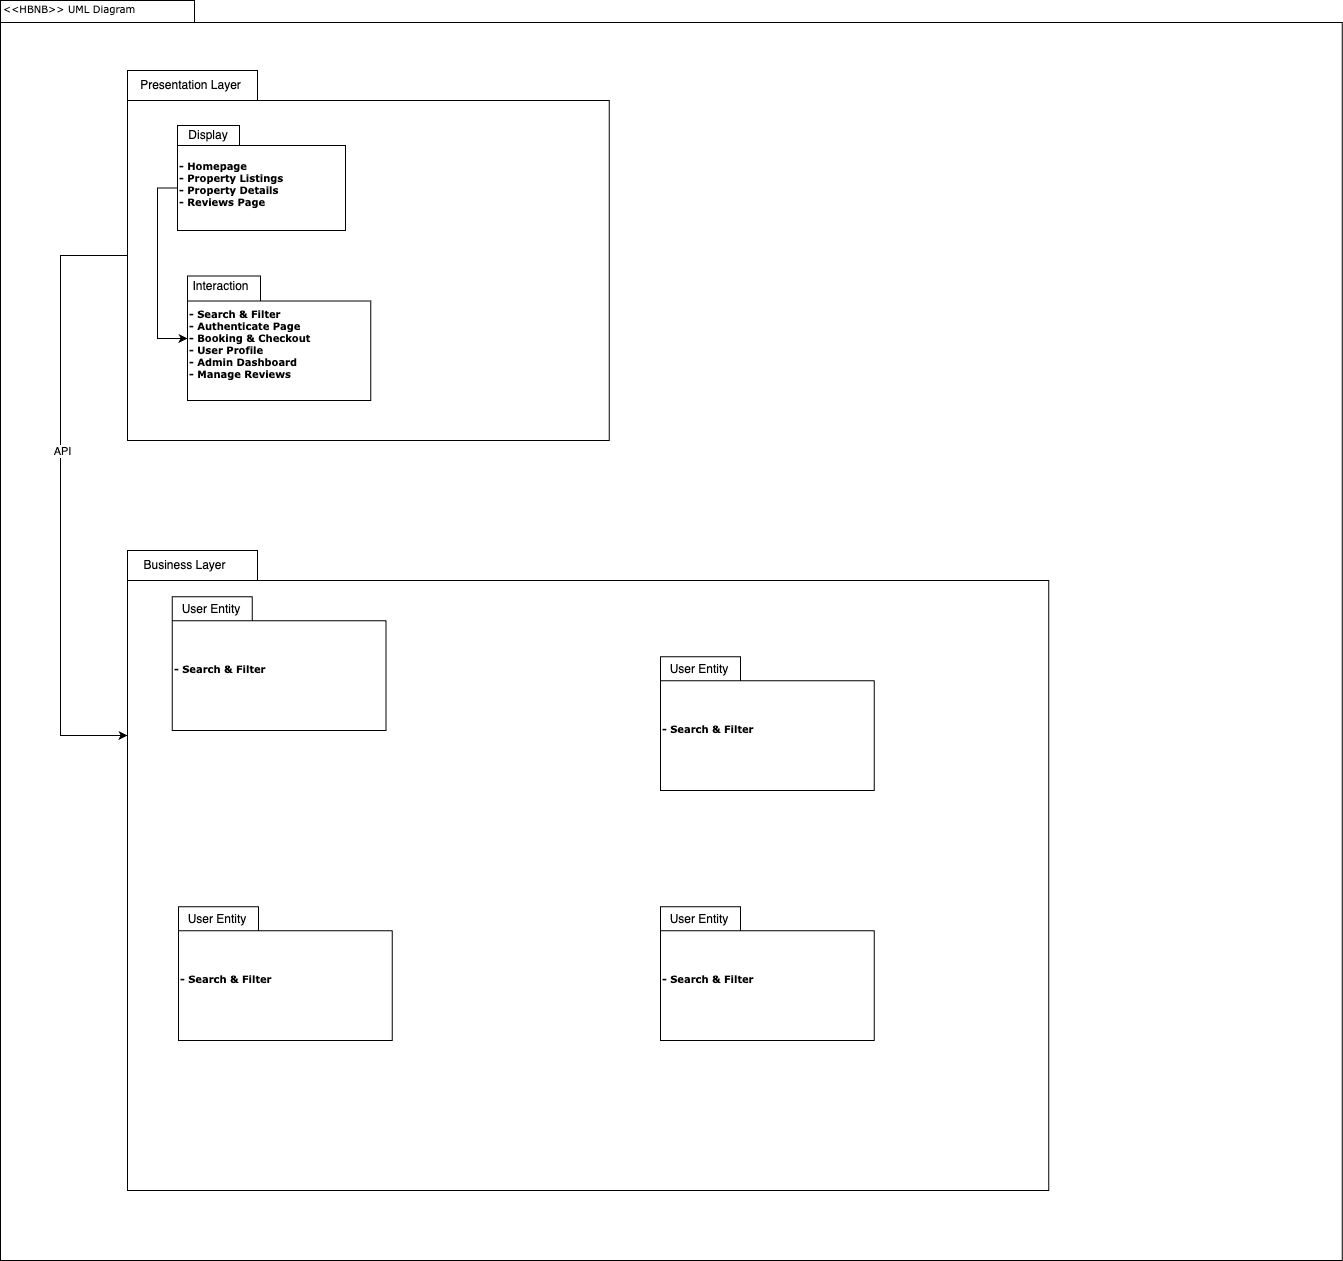 <<HBNB>> UML Diagram
Presentation Layer
Display
- Homepage
- Property Listings
- Property Details
- Reviews Page
Interaction
- Search & Filter
- Authenticate Page
- Booking & Checkout
- User Profile
- Admin Dashboard
- Manage Reviews
API
Business Layer
User Entity
- Search & Filter
User Entity
- Search & Filter
User Entity
- Search & Filter
User Entity
- Search & Filter